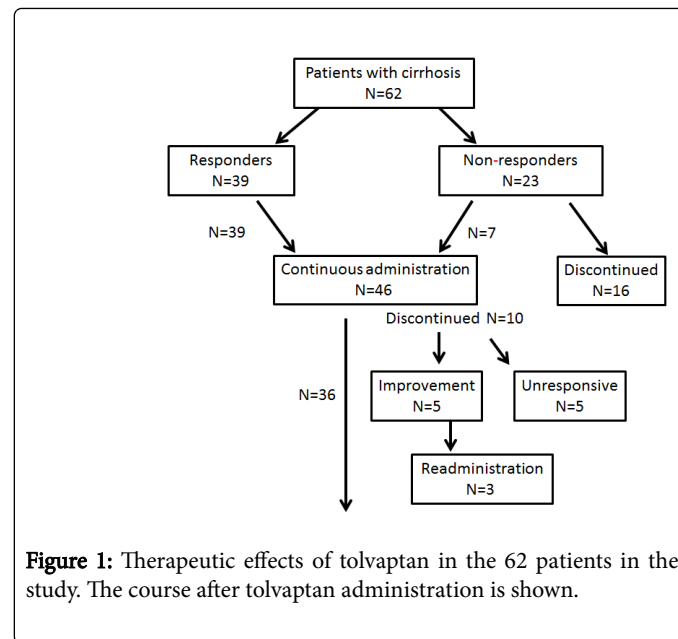 Patients with cirrhosis
N=62
Responders
N=39
Non-responders
N=23
N=39
N=7
Continuous administration
N=46
Discontinued
N=16
Discontinued N=10
N=36
Improvement
N=5
Unresponsive
N=5
Readministration
N=3
Figure 1: Therapeutic effects of tolvaptan in the 62 patients in the
study. The course after tolvaptan administration is shown.